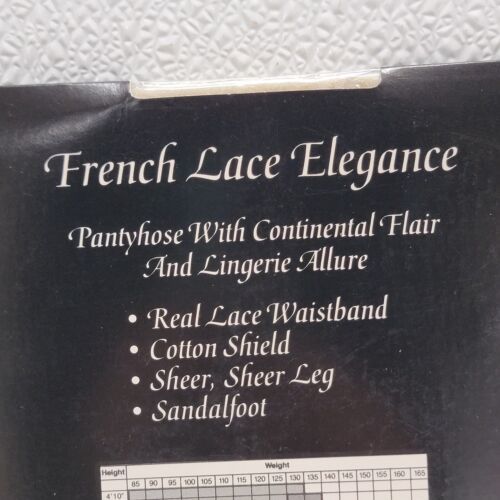 French Lace Elegance
Pantyhose With Continental Flair
And Lingerie Allure
• Real Lace Waistband
• Cotton Shield
• Sheer, Sheer Leg
• Sandalfoot
Height Weight
85 90 95 100 105 110 115 120 125 130 135 140 145 150 155 160 165
4'10"